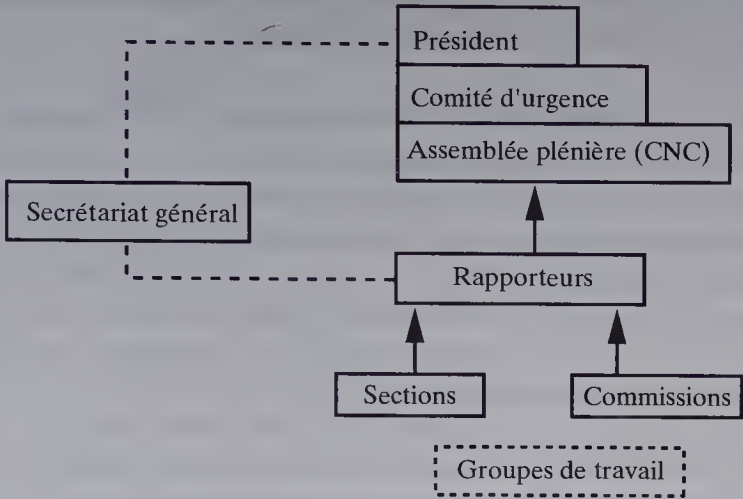 Président
Comité d'urgence
Assemblée plénière (CNC)
Secrétariat général
Rapporteurs
Sections
Commissions
Groupes de travail